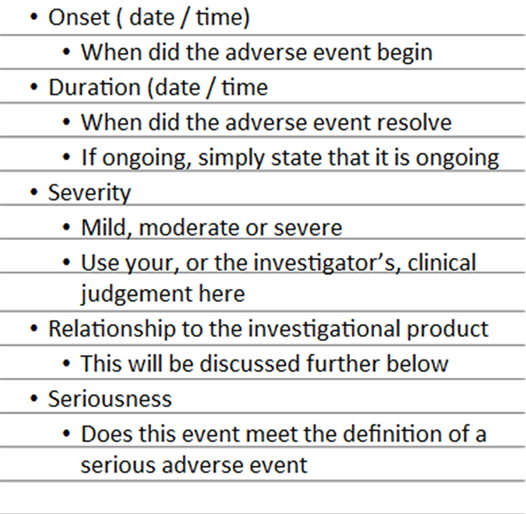 • Onset ( date / time)
• When did the adverse event begin
• Duration (date / time
• When did the adverse event resolve
• If ongoing, simply state that it is ongoing
• Severity
• Mild, moderate or severe
• Use your, or the investigator’s, clinical
judgement here
• Relationship to the investigational product
• This will be discussed further below
• Seriousness
• Does this event meet the definition of a
serious adverse event